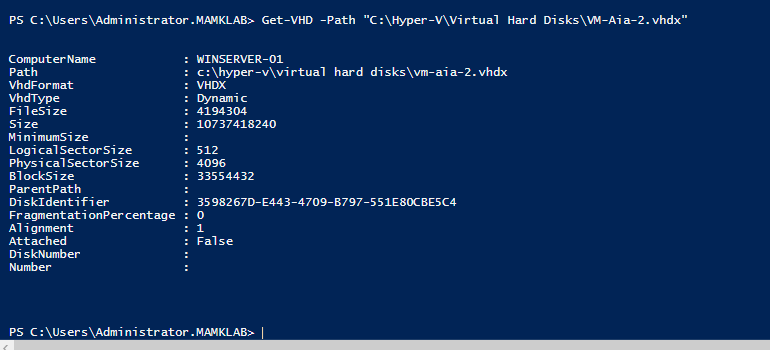 PS C:\Users\Administrator.MAMKLAB> Get-VHD -Path "C:\Hyper-V\Virtual Hard Disks\VM-Aia-2.vhdx"
ComputerName : WINSERVER-01
Path : c:\hyper-v\virtual hard disks\vm-aia-2.vhdx
VhdFormat : VHDX
VhdType : Dynamic
FileSize : 4194304
Size : 10737418240
MinimumSize :
LogicalSectorSize : 512
PhysicalSectorSize : 4096
BlockSize : 33554432
ParentPath :
DiskIdentifier : 3598267D-E443-4709-B797-551E80CBE5C4
FragmentationPercentage : 0
Alignment : 1
Attached : False
DiskNumber :
Number :
PS C:\Users\Administrator.MAMKLAB>